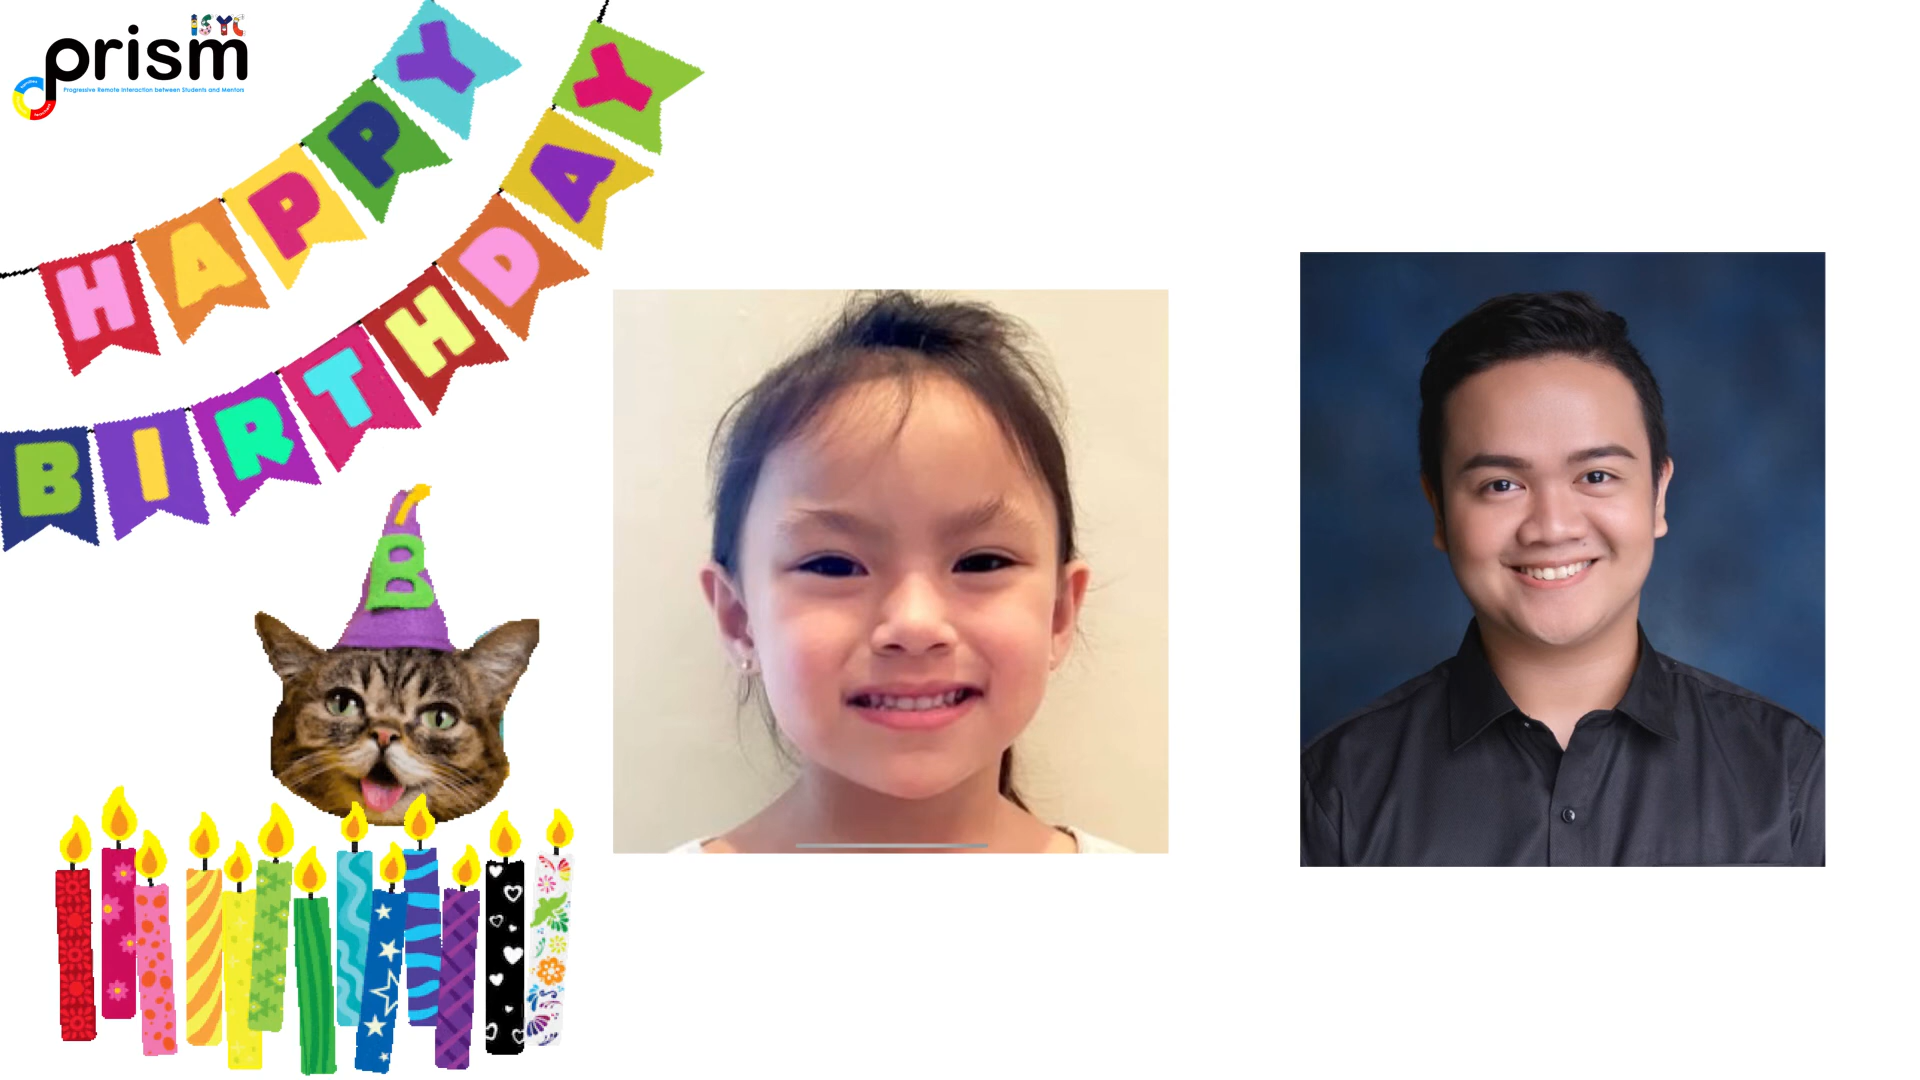 ISYC
prism
Progressive Remote Interaction between Students and Mentors
HAPPY
BIRTHDAY
B